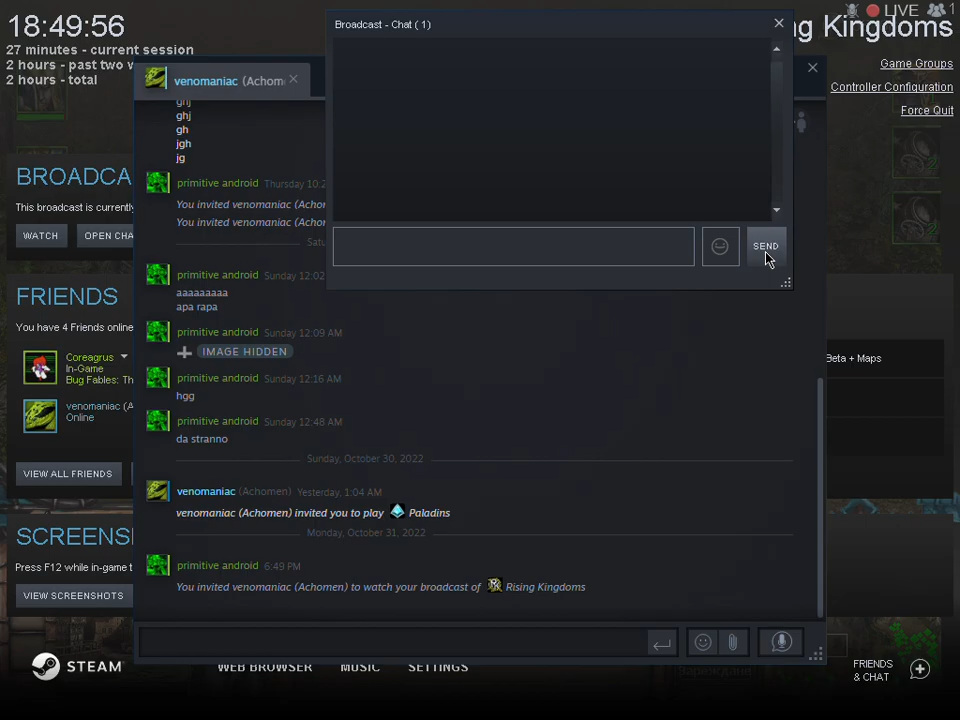 18:49:56
27 minutes - current session
2 hours - past two w
2 hours - total
LIVE
1
ng Kingdoms
Game Groups
Controller Configuration
Force Quit
Broadcast - Chat ( 1)
SEND
venomaniac (Achom
ghj
ghj
gh
jgh
jg
primitive android Thursday 10:2
You invited venomaniac (Achor
You invited venomaniac (Achor
Satu
primitive android Sunday 12:02
aaaaaaaaa
apa rapa
primitive android Sunday 12:09 AM
IMAGE HIDDEN
primitive android Sunday 12:16 AM
hgg
primitive android Sunday 12:48 AM
da stranno
Sunday, October 30, 2022
venomaniac (Achomen) Yesterday, 1:04 AM
venomaniac (Achomen) invited you to play Paladins
Monday, October 31, 2022
primitive android 6:49 PM
You invited venomaniac (Achomen) to watch your broadcast of Rising Kingdoms
BROADCA
This broadcast is currently
WATCH
OPEN CHA
FRIENDS
You have 4 Friends online
Coreagrus
In-Game
Bug Fables: Th
venomaniac (A
Online
VIEW ALL FRIENDS
SCREENS
Press F12 while in-game t
VIEW SCREENSHOTS
Beta + Maps
2
2
STEAM
WEB BROWSER
MUSIC
SETTINGS
FRIENDS
& CHAT